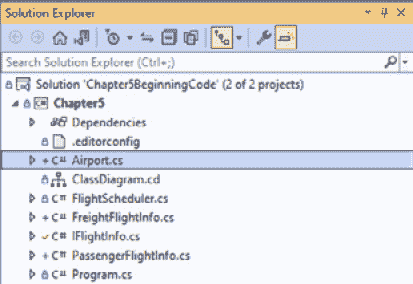 Solution Explorer
Search Solution Explorer (Ctrl+;)
Solution 'Chapter5BeginningCode' (2 of 2 projects)
Chapter5
Dependencies
.editorconfig
C# Airport.cs
ClassDiagram.cd
C# FlightScheduler.cs
C# FreightFlightInfo.cs
C# IFlightInfo.cs
C# PassengerFlightInfo.cs
C# Program.cs